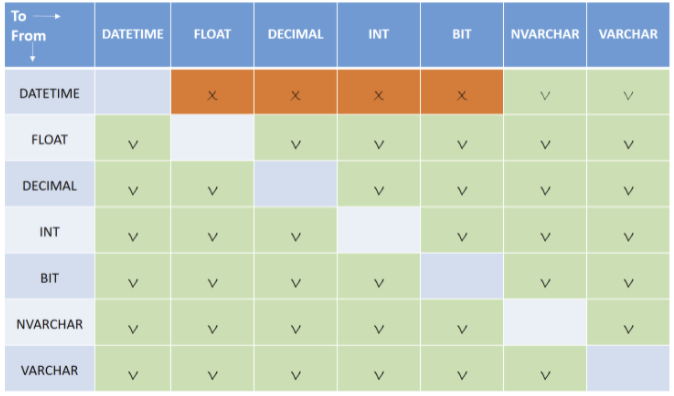 To
From
DATETIME FLOAT DECIMAL INT BIT NVARCHAR VARCHAR
DATETIME x x x x v v
FLOAT v v v v v v
DECIMAL v v v v v v
INT v v v v v v
BIT v v v v v v
NVARCHAR v v v v v v
VARCHAR v v v v v v